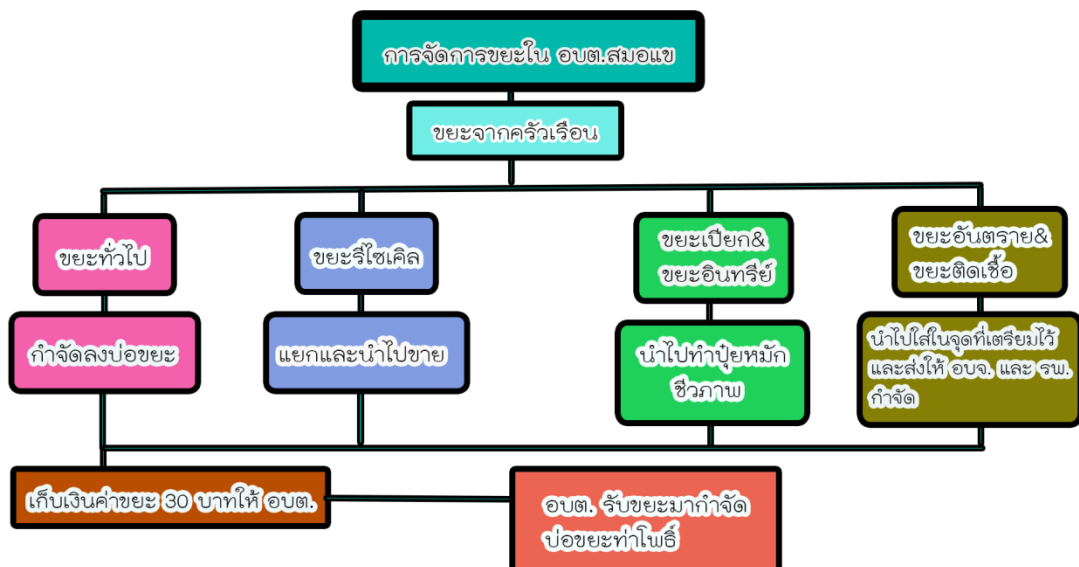 การจัดการขยะใน อบต.สมอแข
ขยะจากครัวเรือน
ขยะทั่วไป
ขยะรีไซเคิล
ขยะเปียก&
ขยะอินทรีย์
ขยะอันตราย&
ขยะติดเชื้อ
กำจัดลงบ่อขยะ
แยกและนำไปขาย
นำไปทำปุ๋ยหมัก
ชีวภาพ
นำไปใส่ในจุดที่เตรียมไว้
และส่งให้ อบจ. และ รพ.
กำจัด
เก็บเงินค่าขยะ 30 บาทให้ อบต.
อบต. รับขยะมากำจัด
บ่อขยะท่าโพธิ์